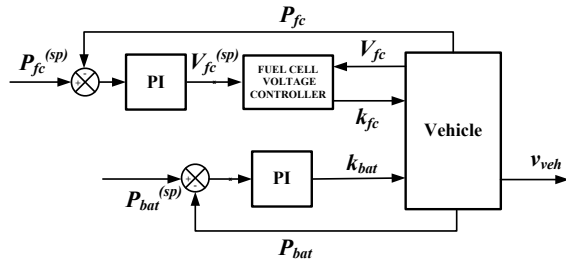 P_fc
P_fc^(sp)
V_fc^(sp)
V_fc
- + PI
FUEL CELL
VOLTAGE
CONTROLLER
k_fc
Vehicle
v_veh
k_bat
+ - PI
P_bat^(sp)
P_bat